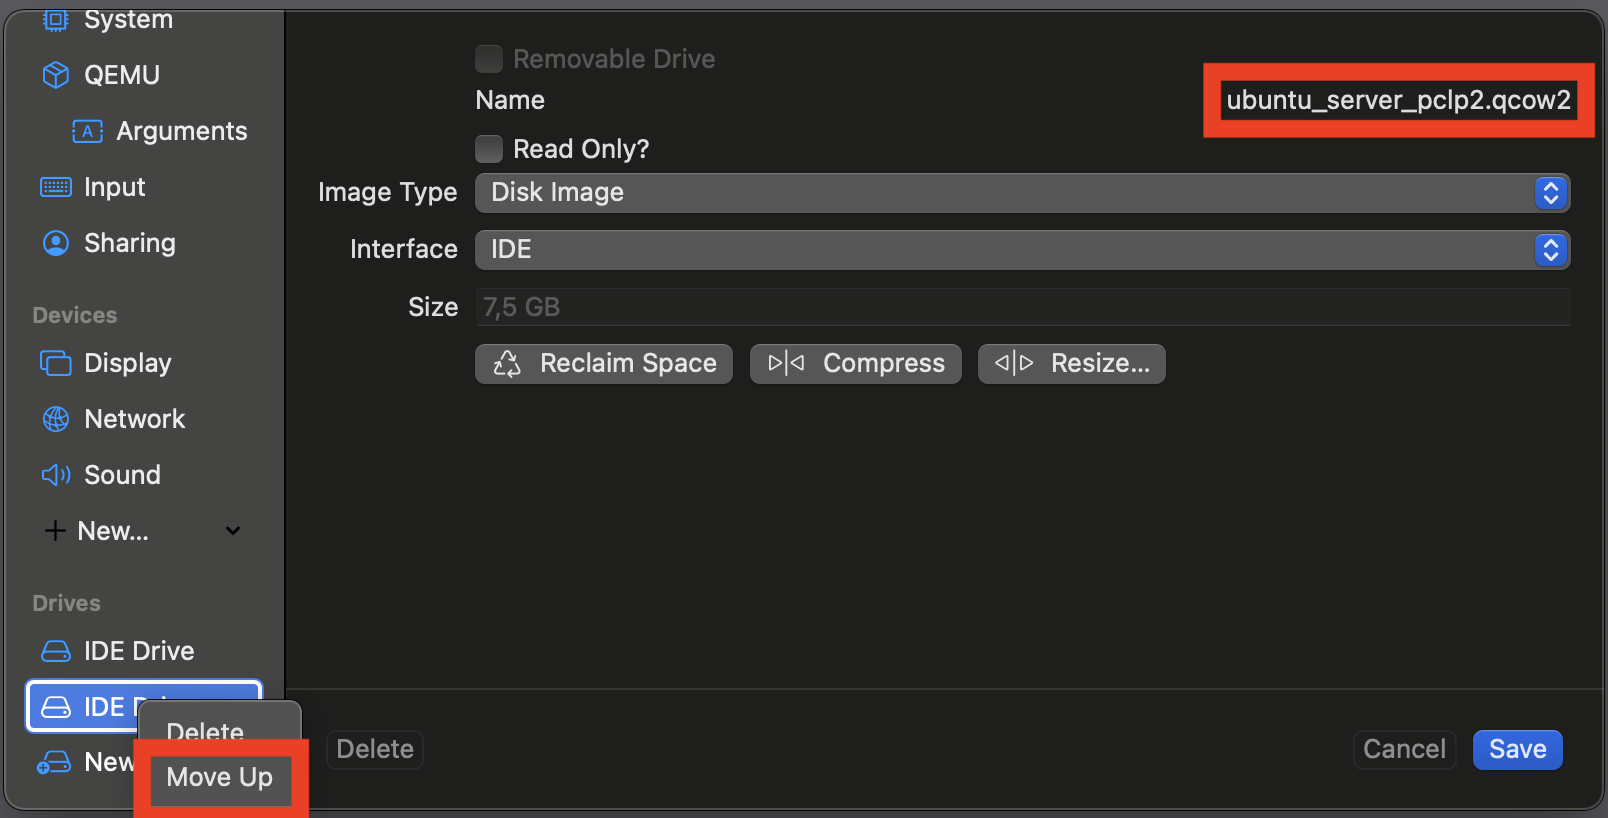 System
QEMU
Arguments
Input
Sharing
Devices
Display
Network
Sound
New...
Drives
IDE Drive
IDE
New
Delete
Move Up
Removable Drive
Name
ubuntu_server_pclp2.qcow2
Read Only?
Image Type
Disk Image
Interface
IDE
Size
7,5 GB
Reclaim Space
Compress
Resize...
Delete
Cancel
Save